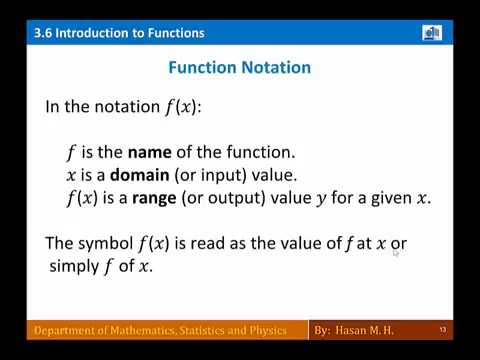 3.6 Introduction to Functions
Function Notation
In the notation f(x):
f is the name of the function.
x is a domain (or input) value.
f(x) is a range (or output) value y for a given x.
The symbol f(x) is read as the value of f at x or
simply f of x.
Department of Mathematics, Statistics and Physics
By: Hasan M. H.
13